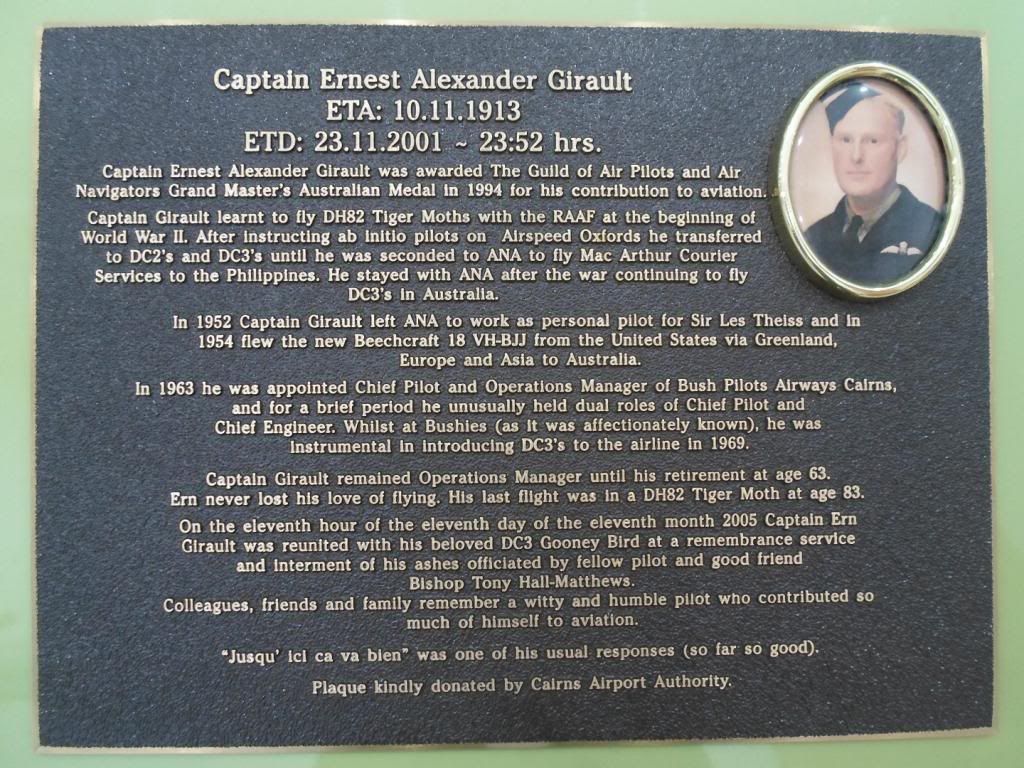 Captain Ernest Alexander Girault
ETA: 10.11.1913
ETD: 23.11.2001 ~ 23:52 hrs.
Captain Ernest Alexander Girault was awarded The Guild of Air Pilots and Air
Navigators Grand Master's Australian Medal in 1994 for his contribution to aviation.
Captain Girault learnt to fly DH82 Tiger Moths with the RAAF at the beginning of
World War II. After instructing ab initio pilots on Airspeed Oxfords he transferred
to DC2's and DC3's until he was seconded to ANA to fly Mac Arthur Courier
Services to the Philippines. He stayed with ANA after the war continuing to fly
DC3's in Australia.
In 1952 Captain Girault left ANA to work as personal pilot for Sir Les Theiss and in
1954 flew the new Beechcraft 18 VH-BJJ from the United States via Greenland,
Europe and Asia to Australia.
In 1963 he was appointed Chief Pilot and Operations Manager of Bush Pilots Airways Cairns,
and for a brief period he unusually held dual roles of Chief Pilot and
Chief Engineer. Whilst at Bushies (as it was affectionately known), he was
instrumental in introducing DC3's to the airline in 1969.
Captain Girault remained Operations Manager until his retirement at age 63.
Ern never lost his love of flying. His last flight was in a DH82 Tiger Moth at age 83.
On the eleventh hour of the eleventh day of the eleventh month 2005 Captain Ern
Girault was reunited with his beloved DC3 Gooney Bird at a remembrance service
and interment of his ashes officiated by fellow pilot and good friend
Bishop Tony Hall-Matthews.
Colleagues, friends and family remember a witty and humble pilot who contributed so
much of himself to aviation.
"Jusqu' ici ca va bien" was one of his usual responses (so far so good).
Plaque kindly donated by Cairns Airport Authority.